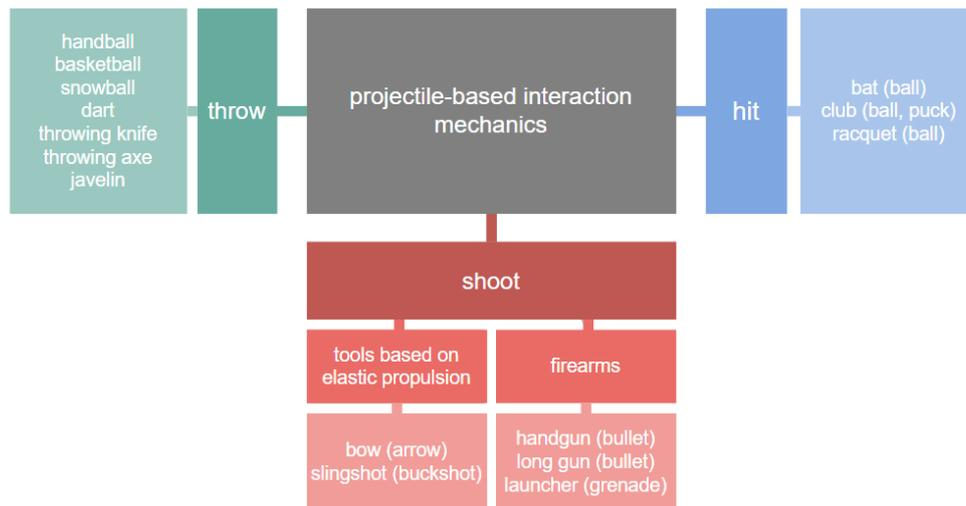 handball
basketball
snowball
dart
throwing knife
throwing axe
javelin
throw
projectile-based interaction
mechanics
hit
bat (ball)
club (ball, puck)
racquet (ball)
shoot
tools based on
elastic propulsion
firearms
bow (arrow)
slingshot (buckshot)
handgun (bullet)
long gun (bullet)
launcher (grenade)